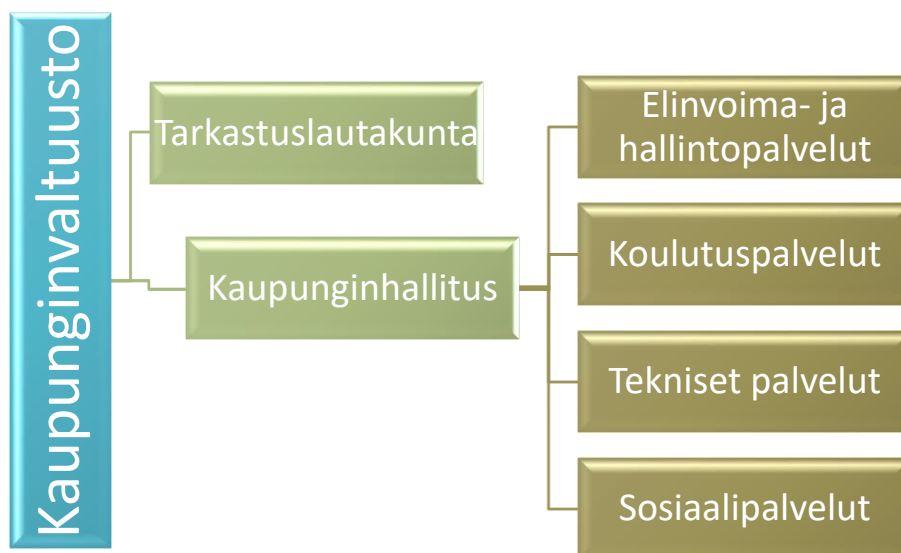 Kaupunginvaltuusto
Tarkastuslautakunta
Kaupunginhallitus
Elinvoima- ja
hallintopalvelut
Koulutuspalvelut
Tekniset palvelut
Sosiaalipalvelut